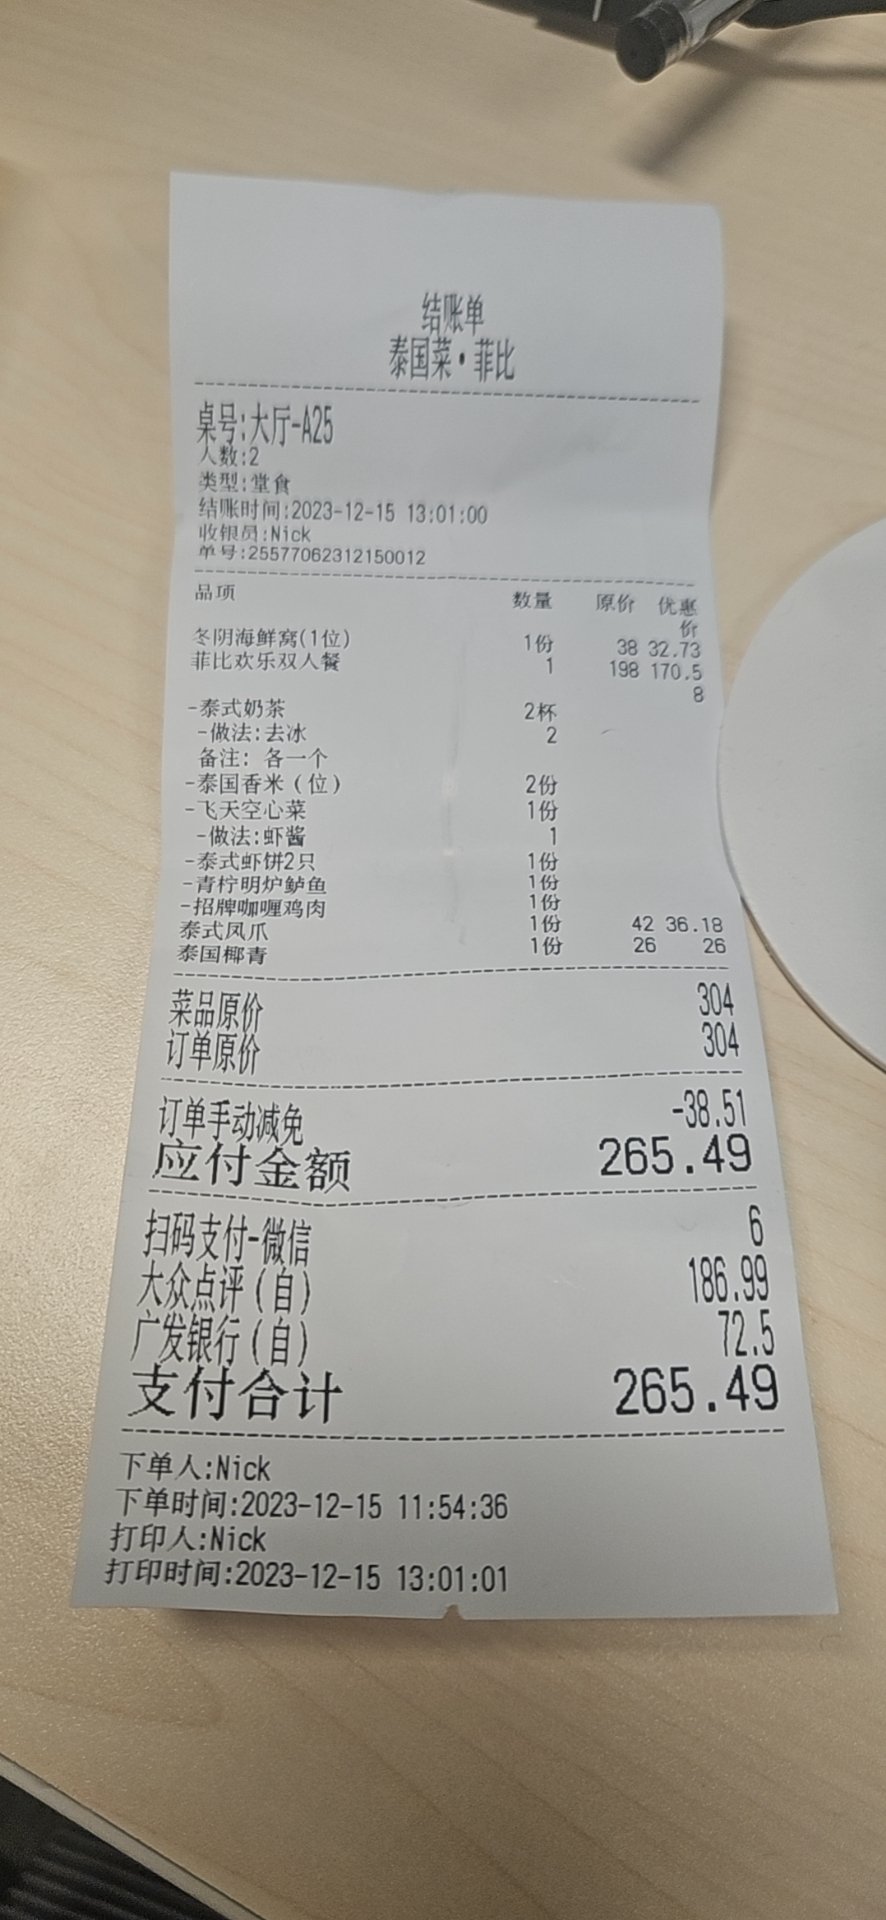 结账单
泰国菜·菲比
桌号:大厅-A25
人数:2
类型:堂食
结账时间:2023-12-15 13:01:00
收银员:Nick
单号:25577062312150012
品项 数量 原价 优惠价
冬阴海鲜窝(1位) 1份 38 32.73
菲比欢乐双人餐 1 198 170.58
-泰式奶茶 2杯
-做法:去冰 2
备注: 各一个
-泰国香米(位) 2份
-飞天空心菜 1份
-做法:虾酱 1
-泰式虾饼2只 1份
-青柠明炉鲈鱼 1份
-招牌咖喱鸡肉 1份
泰式凤爪 1份 42 36.18
泰国椰青 1份 26 26
菜品原价 304
订单原价 304
订单手动减免 -38.51
应付金额 265.49
扫码支付-微信 6
大众点评(自) 186.99
广发银行(自) 72.5
支付合计 265.49
下单人:Nick
下单时间:2023-12-15 11:54:36
打印人:Nick
打印时间:2023-12-15 13:01:01